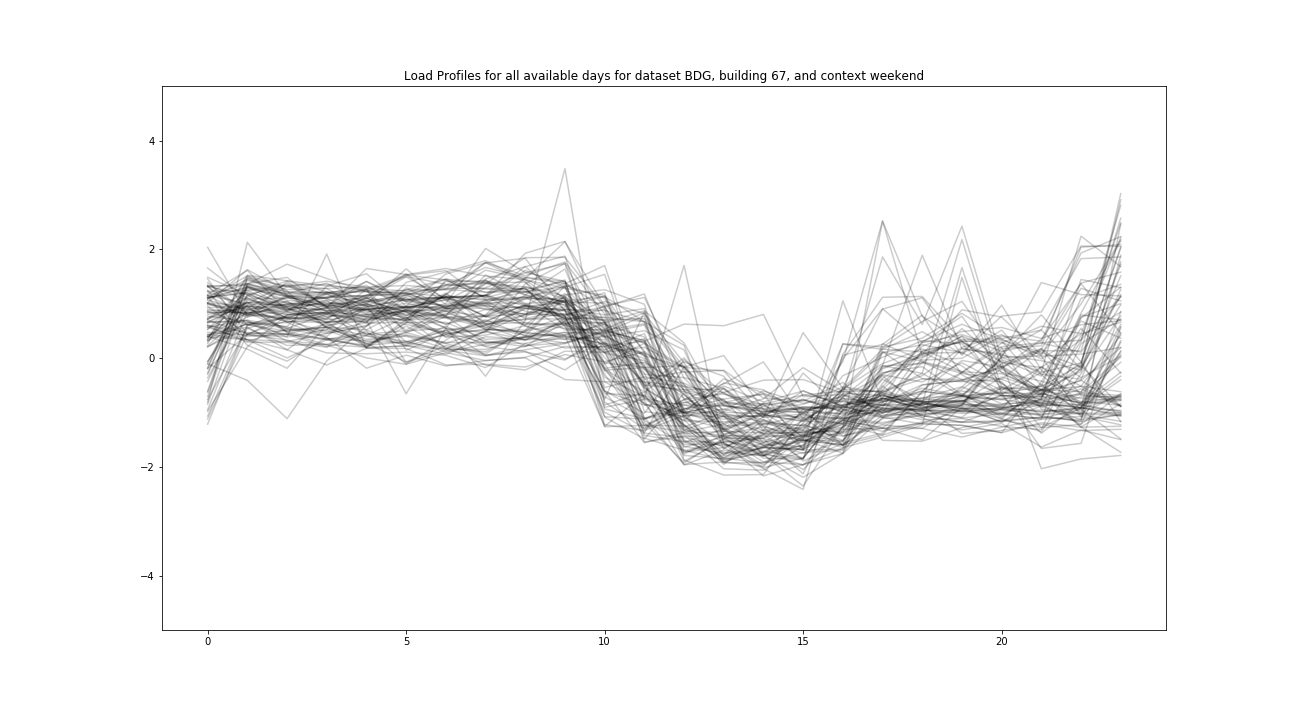 Load Profiles for all available days for dataset BDG, building 67, and context weekend
4
2
0
−2
−4
0 5 10 15 20